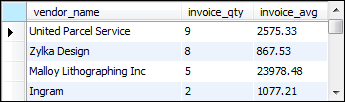 vendor_name invoice_qty invoice_avg
United Parcel Service 9 2575.33
Zylka Design 8 867.53
Malloy Lithographing Inc 5 23978.48
Ingram 2 1077.21